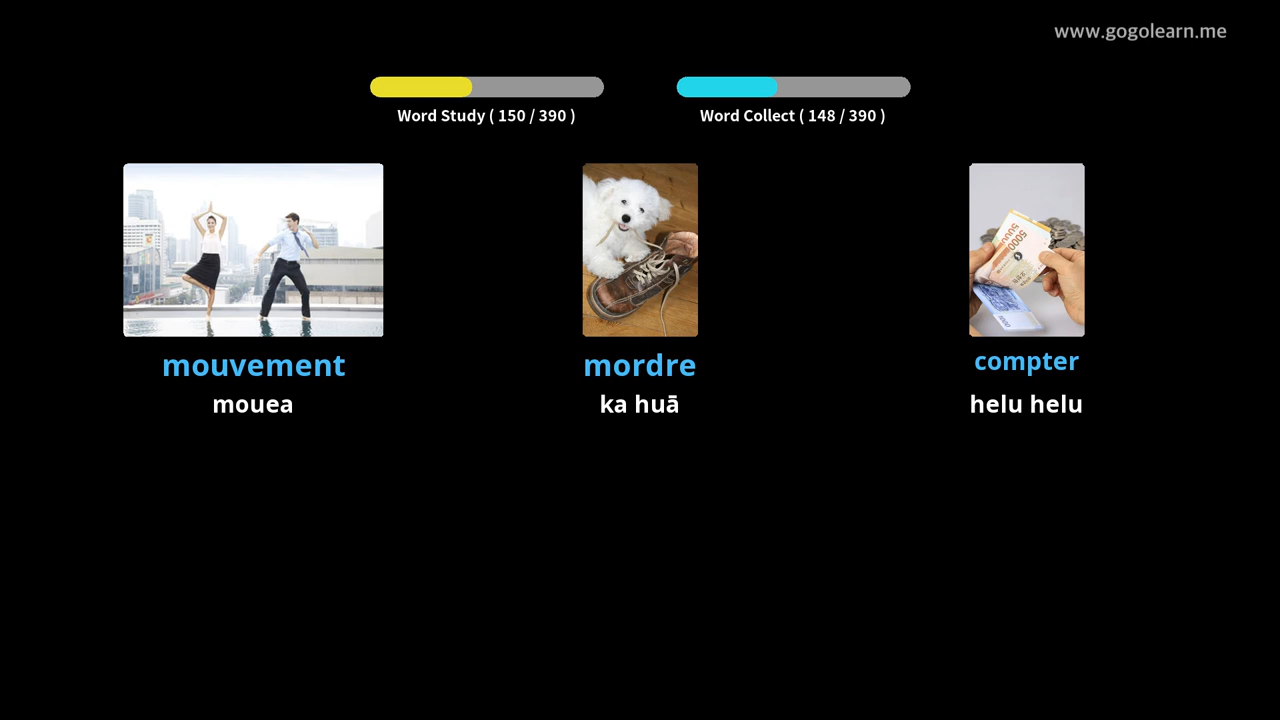 www.gogolearn.me
Word Study ( 150 / 390 )
Word Collect ( 148 / 390 )
mouvement
mordre
compter
mouea
ka huā
helu helu